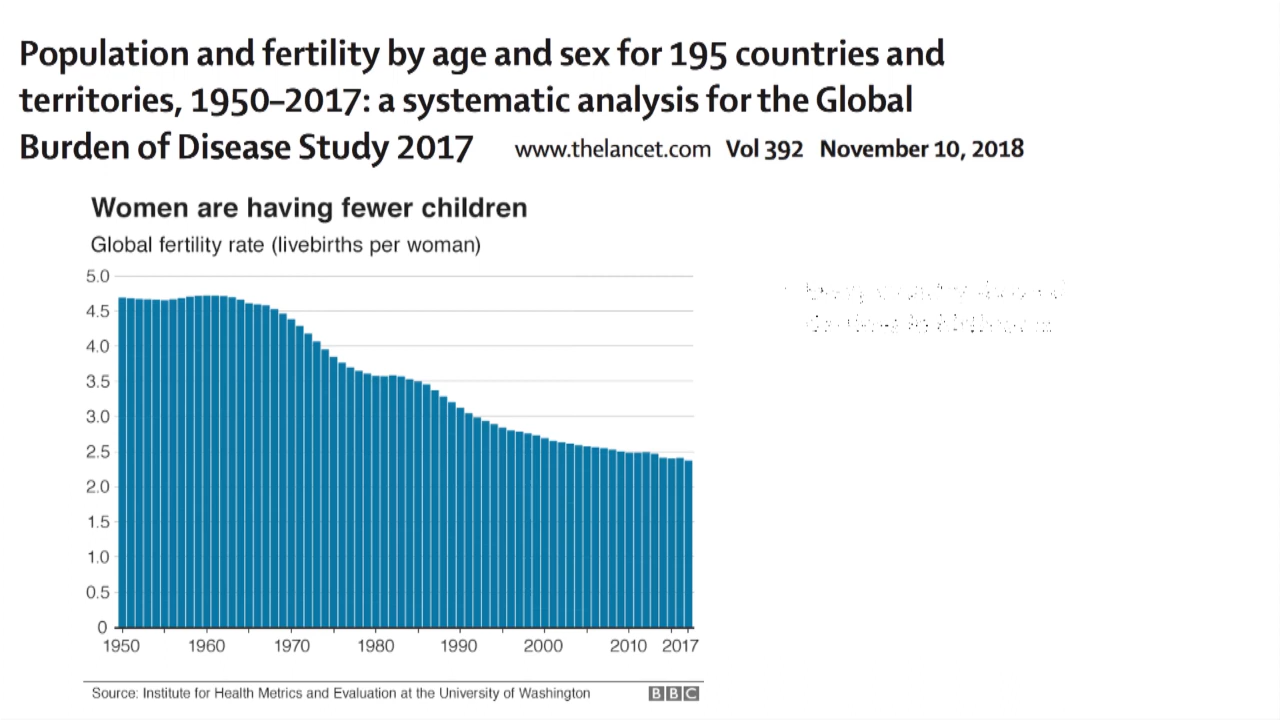 Population and fertility by age and sex for 195 countries and
territories, 1950–2017: a systematic analysis for the Global
Burden of Disease Study 2017 www.thelancet.com Vol 392 November 10, 2018
Women are having fewer children
Global fertility rate (livebirths per woman)
5.0
4.5
4.0
3.5
3.0
2.5
2.0
1.5
1.0
0.5
0
1950 1960 1970 1980 1990 2000 2010 2017
Source: Institute for Health Metrics and Evaluation at the University of Washington BBC